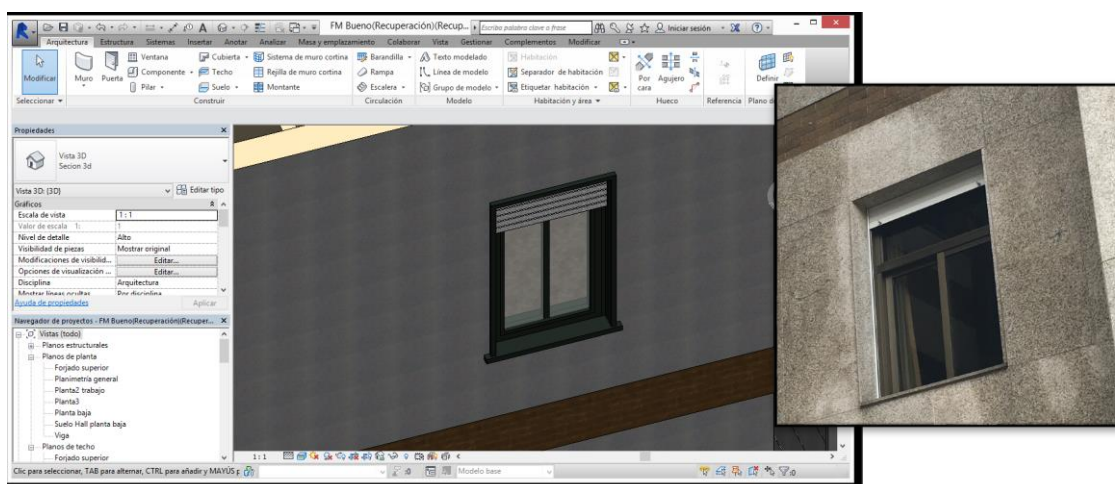 FM Bueno(Recuperación)(Recup...
Escriba palabra clave o frase
Iniciar sesión
Arquitectura Estructura Sistemas Insertar Anotar Analizar Masa y emplazamiento Colaborar Vista Gestionar Complementos Modificar
Modificar
Muro
Puerta
Ventana
Componente
Pilar
Cubierta
Techo
Suelo
Sistema de muro cortina
Rejilla de muro cortina
Montante
Barandilla
Rampa
Escalera
Texto modelado
Línea de modelo
Grupo de modelo
Habitación
Separador de habitación
Etiquetar habitación
Por cara
Agujero
Definir
Seleccionar
Construir
Circulación
Modelo
Habitación y área
Hueco
Referencia
Plano d
Propiedades
Vista 3D
Secion 3d
Vista 3D: {3D}
Editar tipo
Gráficos
Escala de vista 1 : 1
Valor de escala 1: 1
Nivel de detalle Alto
Visibilidad de piezas Mostrar original
Modificaciones de visibilid... Editar...
Opciones de visualización ... Editar...
Disciplina Arquitectura
Mostrar líneas ocultas Por disciplina
Ayuda de propiedades
Aplicar
Navegador de proyectos - FM Bueno(Recuperación)(Recuper...
Vistas (todo)
Planos estructurales
Planos de planta
Forjado superior
Planimetría general
Planta2 trabajo
Planta3
Planta baja
Suelo Hall planta baja
Viga
Planos de techo
Forjado superior
1 : 1
Clic para seleccionar, TAB para alternar, CTRL para añadir y MAYÚS p
:0
Modelo base
:0